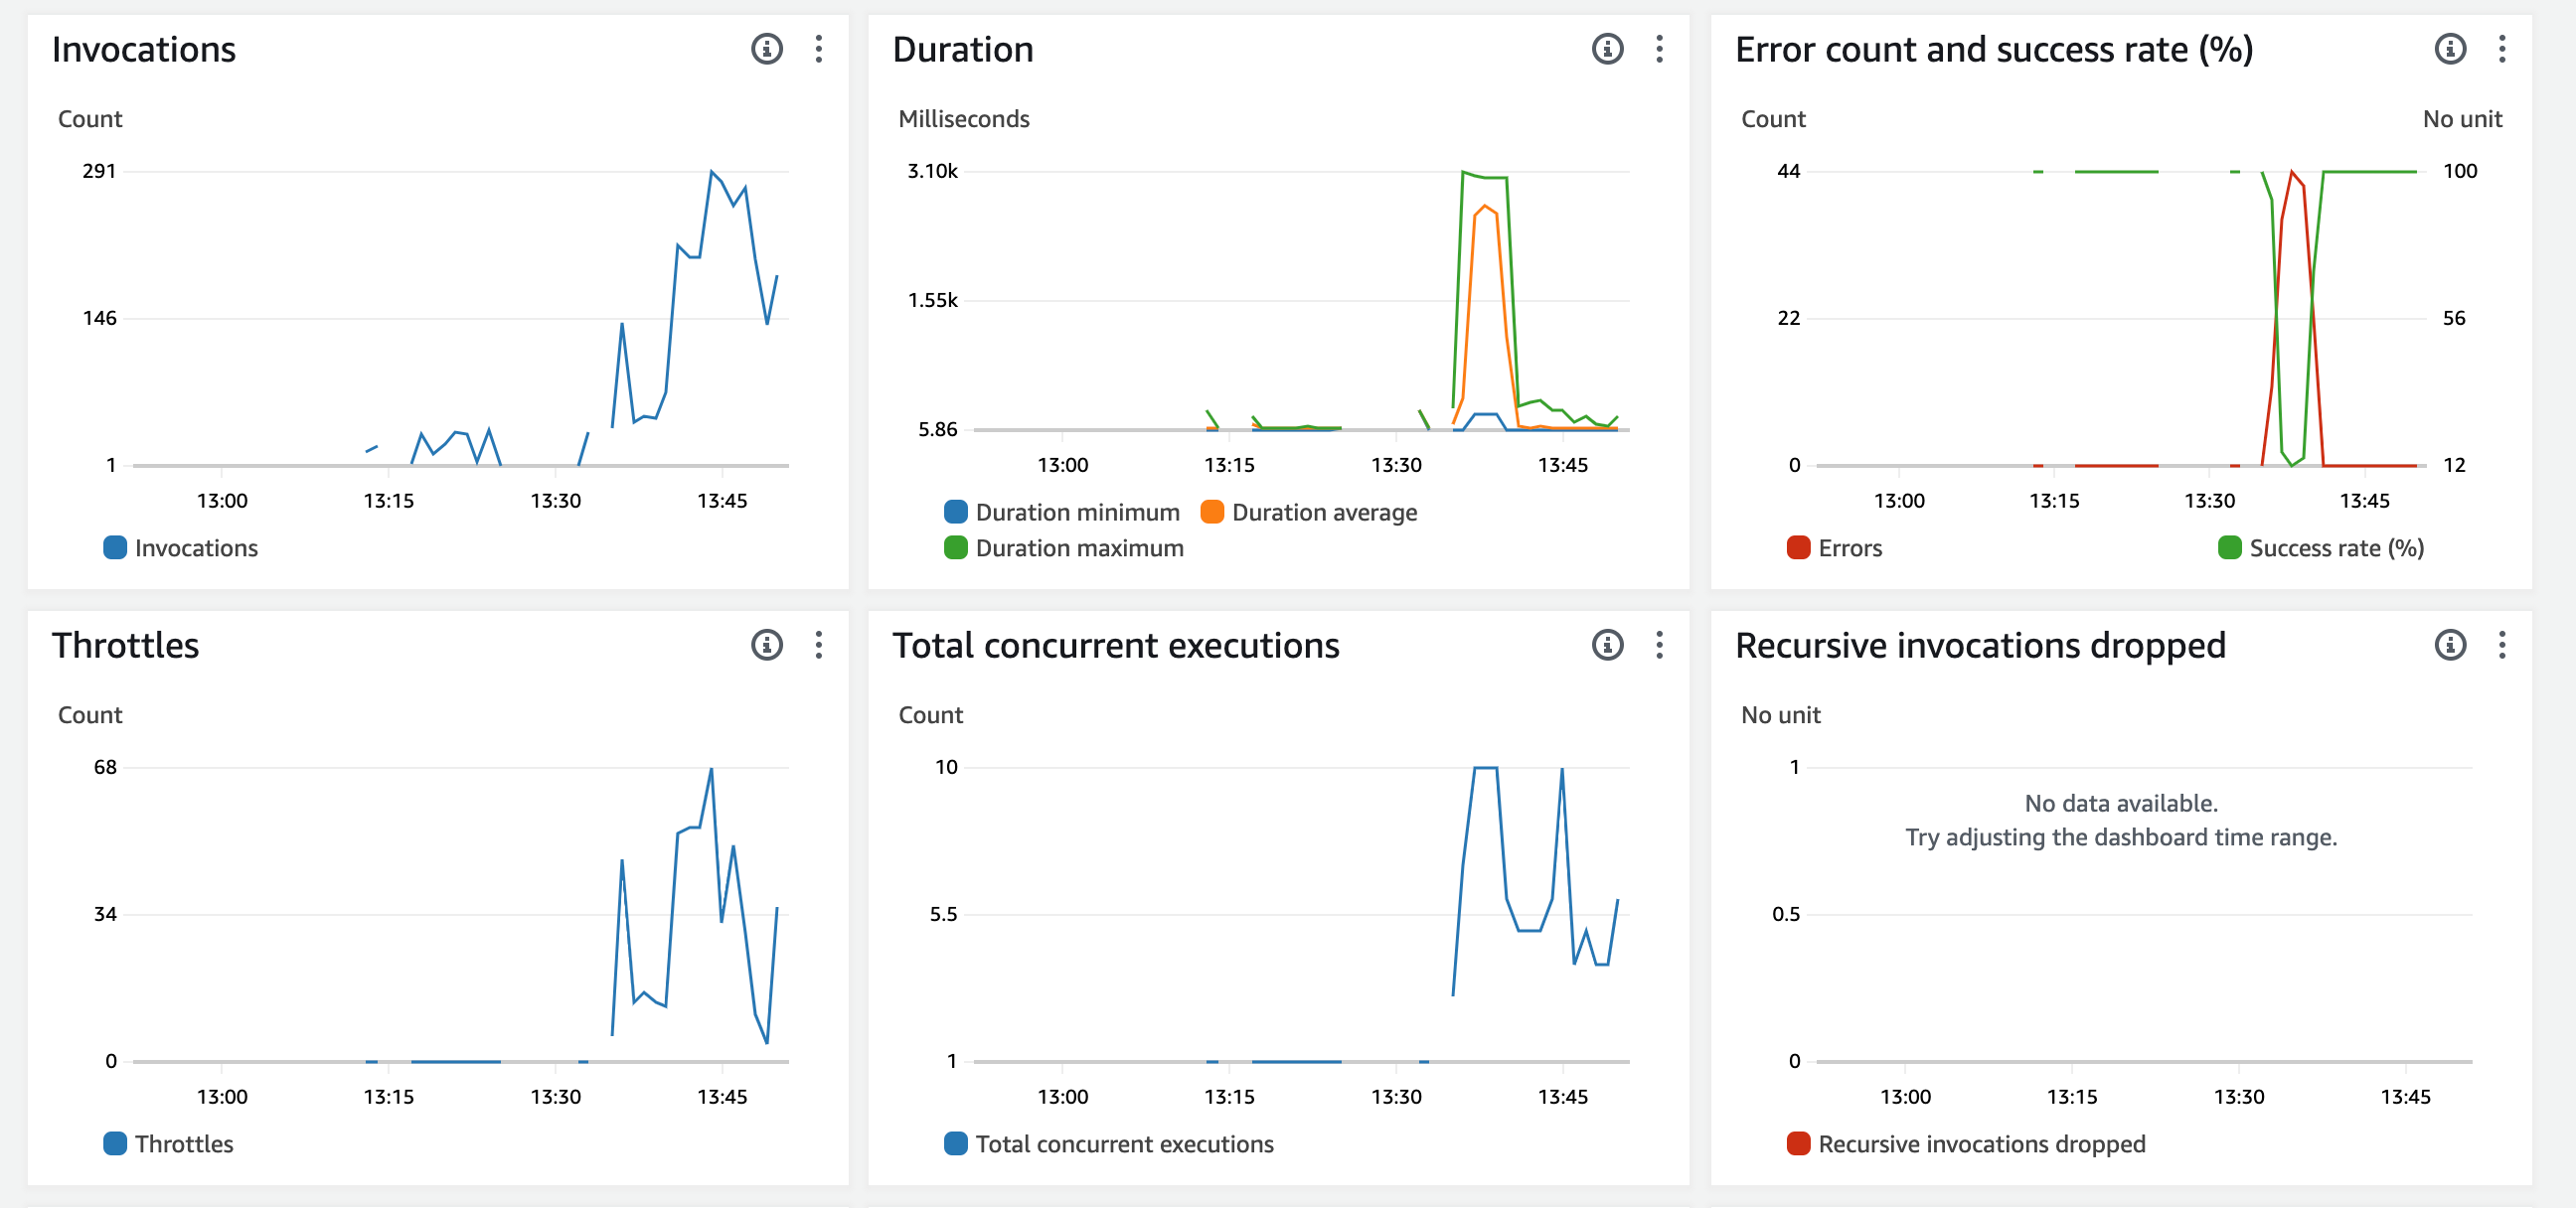 Invocations
Count
291
146
1
13:00 13:15 13:30 13:45
Invocations
Duration
Milliseconds
3.10k
1.55k
5.86
13:00 13:15 13:30 13:45
Duration minimum Duration average
Duration maximum
Error count and success rate (%)
Count No unit
44 100
22 56
0 12
13:00 13:15 13:30 13:45
Errors Success rate (%)
Throttles
Count
68
34
0
13:00 13:15 13:30 13:45
Throttles
Total concurrent executions
Count
10
5.5
1
13:00 13:15 13:30 13:45
Total concurrent executions
Recursive invocations dropped
No unit
1
No data available.
Try adjusting the dashboard time range.
0.5
0
13:00 13:15 13:30 13:45
Recursive invocations dropped